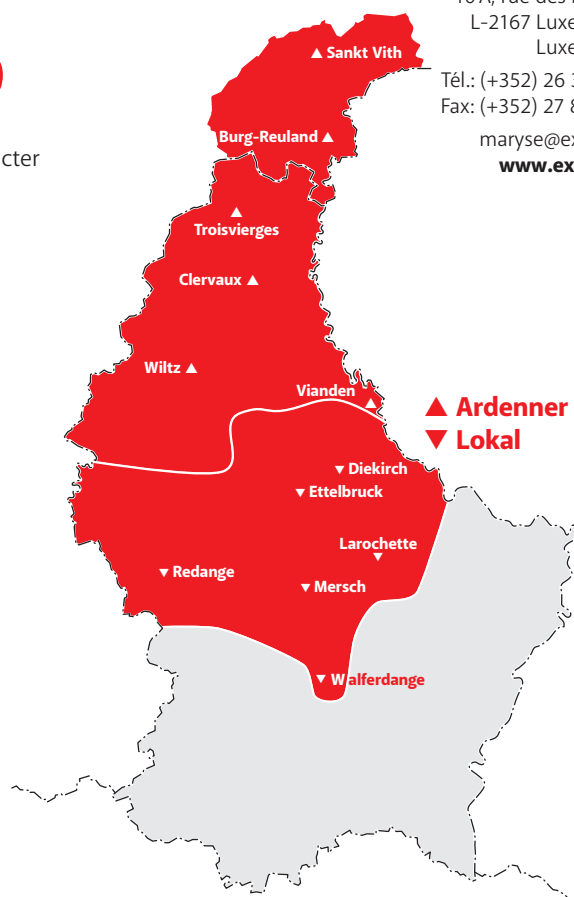 L-2167 Luxe
Luxe
Tél.: (+352) 26 3
Fax: (+352) 27 8
maryse@ex
www.ex
cter
Sankt Vith
Burg-Reuland
Troisvierges
Clervaux
Wiltz
Vianden
▲ Ardenner
▼ Lokal
Diekirch
Ettelbruck
Larochette
Redange
Mersch
Walferdange